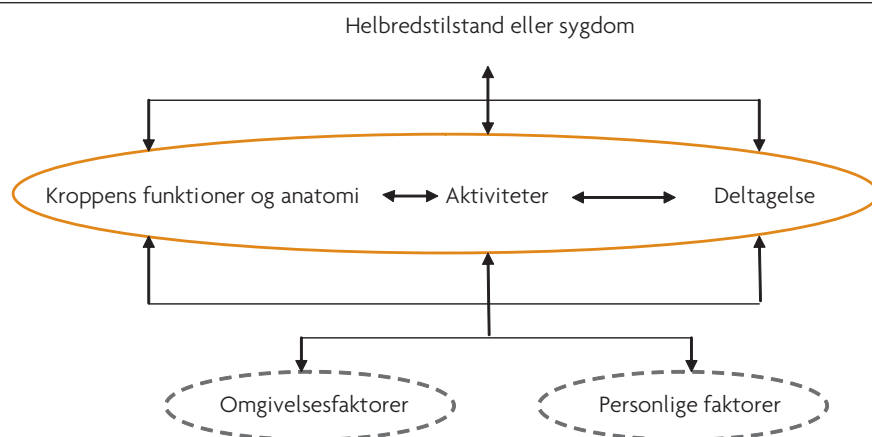 Helbredstilstand eller sygdom
Kroppens funktioner og anatomi Aktiviteter Deltagelse
Omgivelsesfaktorer Personlige faktorer